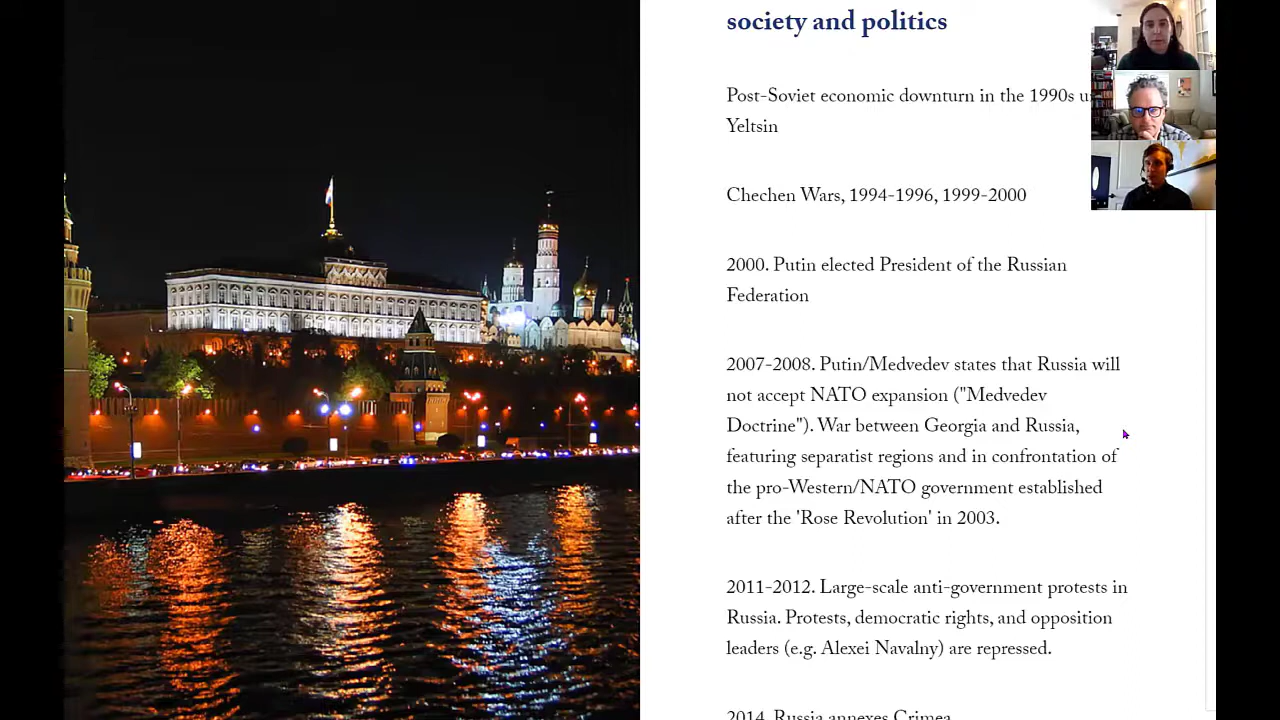 society and politics
Post-Soviet economic downturn in the 1990s
Yeltsin
Chechen Wars, 1994-1996, 1999-2000
2000. Putin elected President of the Russian
Federation
2007-2008. Putin/Medvedev states that Russia will
not accept NATO expansion ("Medvedev
Doctrine"). War between Georgia and Russia,
featuring separatist regions and in confrontation of
the pro-Western/NATO government established
after the 'Rose Revolution' in 2003.
2011-2012. Large-scale anti-government protests in
Russia. Protests, democratic rights, and opposition
leaders (e.g. Alexei Navalny) are repressed.
2014. Russia annexes Crimea